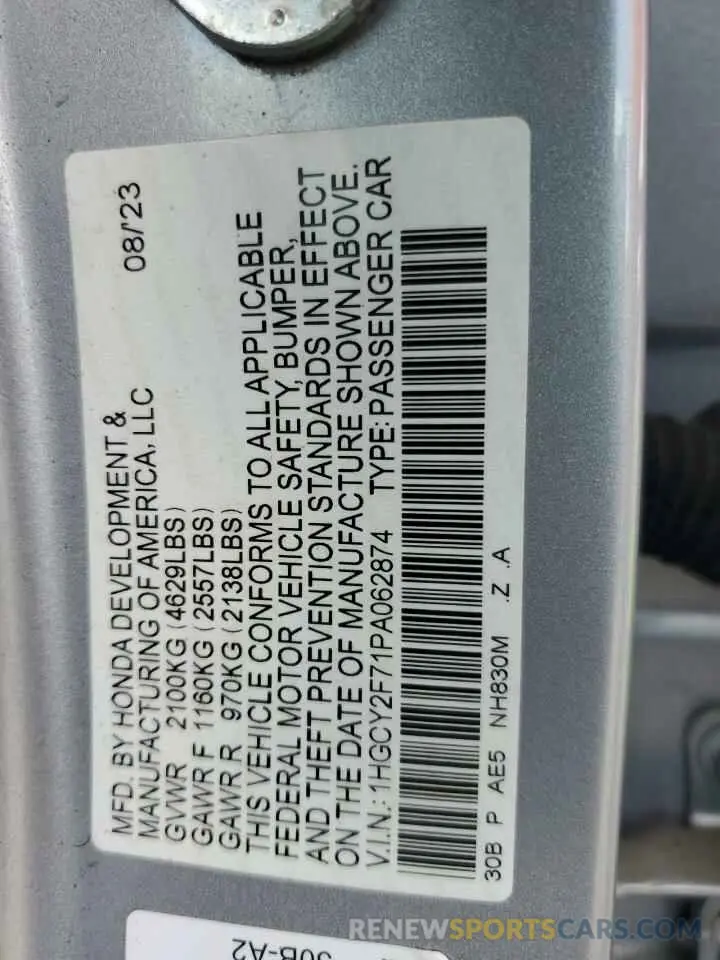 MFD. BY HONDA DEVELOPMENT & 08/'23
MANUFACTURING OF AMERICA, LLC
GVWR 2100KG (4629LBS)
GAWR F 1160KG (2557LBS)
GAWR R 970KG (2138LBS)
THIS VEHICLE CONFORMS TO ALL APPLICABLE
FEDERAL MOTOR VEHICLE SAFETY, BUMPER,
AND THEFT PREVENTION STANDARDS IN EFFECT
ON THE DATE OF MANUFACTURE SHOWN ABOVE.
V.I.N.: 1HGCY2F71PA062874 TYPE: PASSENGER CAR
30B P AE5 NH830M .Z .A
30B-A2
RENEWSPORTSCARS.COM